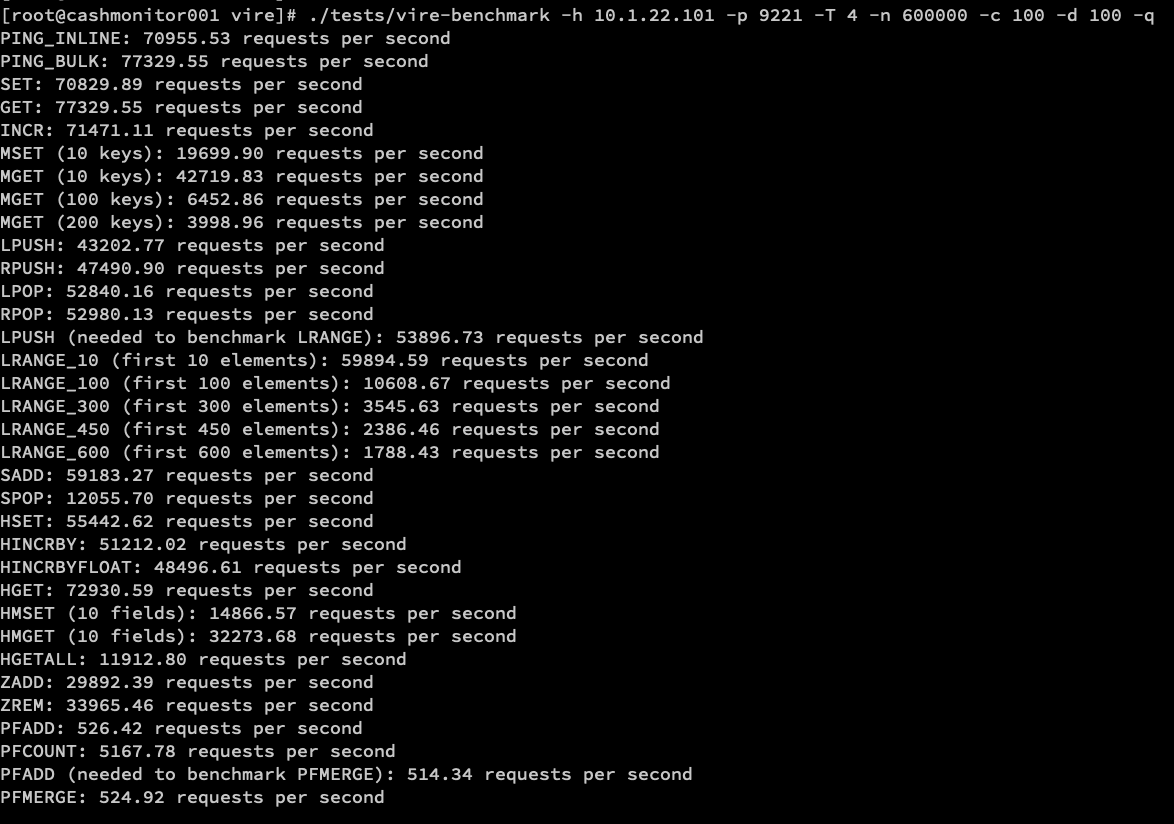 [root@cashmonitor001 vire]# ./tests/vire-benchmark -h 10.1.22.101 -p 9221 -T 4 -n 600000 -c 100 -d 100 -q
PING_INLINE: 70955.53 requests per second
PING_BULK: 77329.55 requests per second
SET: 70829.89 requests per second
GET: 77329.55 requests per second
INCR: 71471.11 requests per second
MSET (10 keys): 19699.90 requests per second
MGET (10 keys): 42719.83 requests per second
MGET (100 keys): 6452.86 requests per second
MGET (200 keys): 3998.96 requests per second
LPUSH: 43202.77 requests per second
RPUSH: 47490.90 requests per second
LPOP: 52840.16 requests per second
RPOP: 52980.13 requests per second
LPUSH (needed to benchmark LRANGE): 53896.73 requests per second
LRANGE_10 (first 10 elements): 59894.59 requests per second
LRANGE_100 (first 100 elements): 10608.67 requests per second
LRANGE_300 (first 300 elements): 3545.63 requests per second
LRANGE_450 (first 450 elements): 2386.46 requests per second
LRANGE_600 (first 600 elements): 1788.43 requests per second
SADD: 59183.27 requests per second
SPOP: 12055.70 requests per second
HSET: 55442.62 requests per second
HINCRBY: 51212.02 requests per second
HINCRBYFLOAT: 48496.61 requests per second
HGET: 72930.59 requests per second
HMSET (10 fields): 14866.57 requests per second
HMGET (10 fields): 32273.68 requests per second
HGETALL: 11912.80 requests per second
ZADD: 29892.39 requests per second
ZREM: 33965.46 requests per second
PFADD: 526.42 requests per second
PFCOUNT: 5167.78 requests per second
PFADD (needed to benchmark PFMERGE): 514.34 requests per second
PFMERGE: 524.92 requests per second